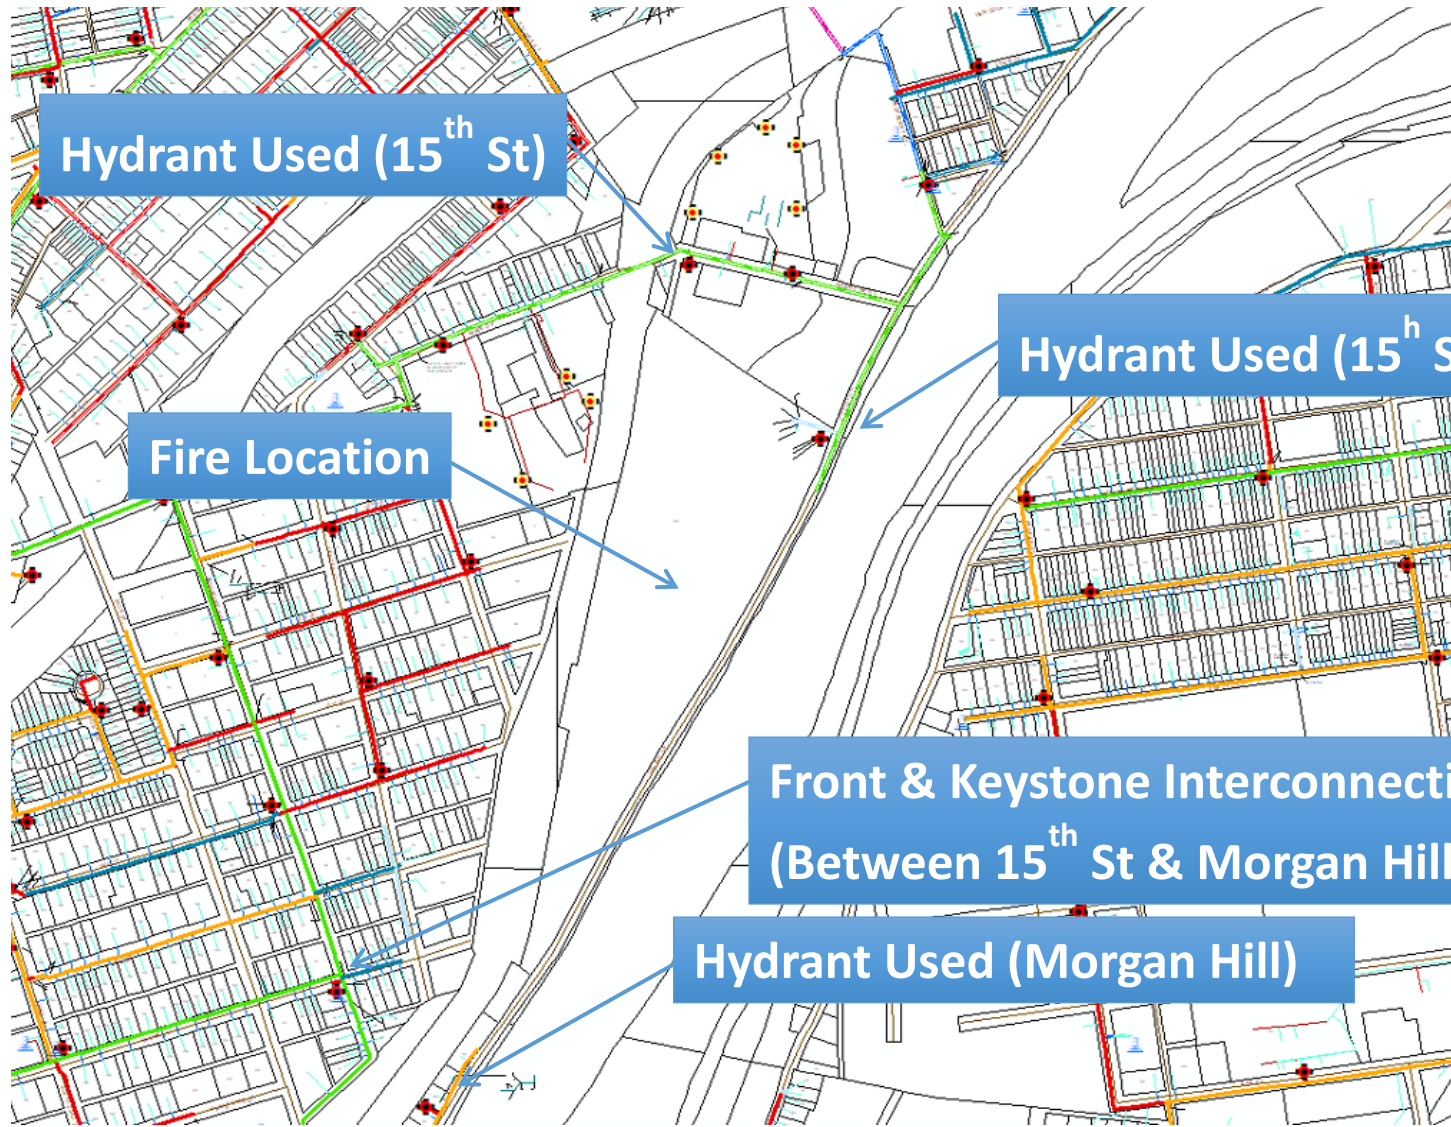 Hydrant Used (15th St)
Hydrant Used (15h S
Fire Location
Front & Keystone Interconnecti
(Between 15th St & Morgan Hill
Hydrant Used (Morgan Hill)